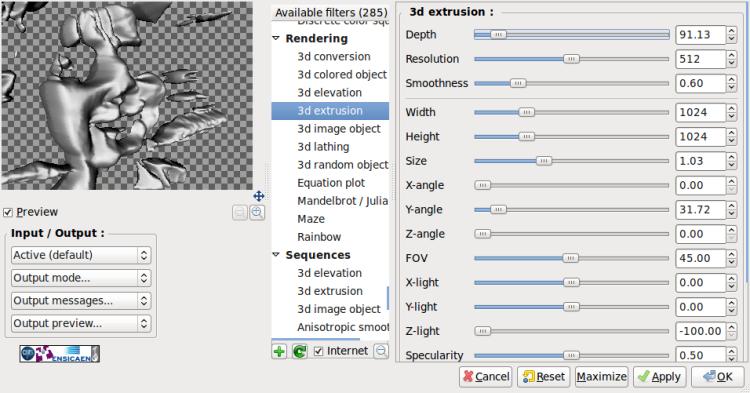 Preview
Input / Output :
Active (default)
Output mode...
Output messages...
Output preview...
ENSICAEN
Available filters (285)
Discrete color squ
Rendering
3d conversion
3d colored object
3d elevation
3d extrusion
3d image object
3d lathing
3d random object
Equation plot
Mandelbrot / Julia
Maze
Rainbow
Sequences
3d elevation
3d extrusion
3d image object
Anisotropic smoot
Internet
3d extrusion :
Depth 91.13
Resolution 512
Smoothness 0.60
Width 1024
Height 1024
Size 1.03
X-angle 0.00
Y-angle 31.72
Z-angle 0.00
FOV 45.00
X-light 0.00
Y-light 0.00
Z-light -100.00
Specularity 0.50
Cancel Reset Maximize Apply OK